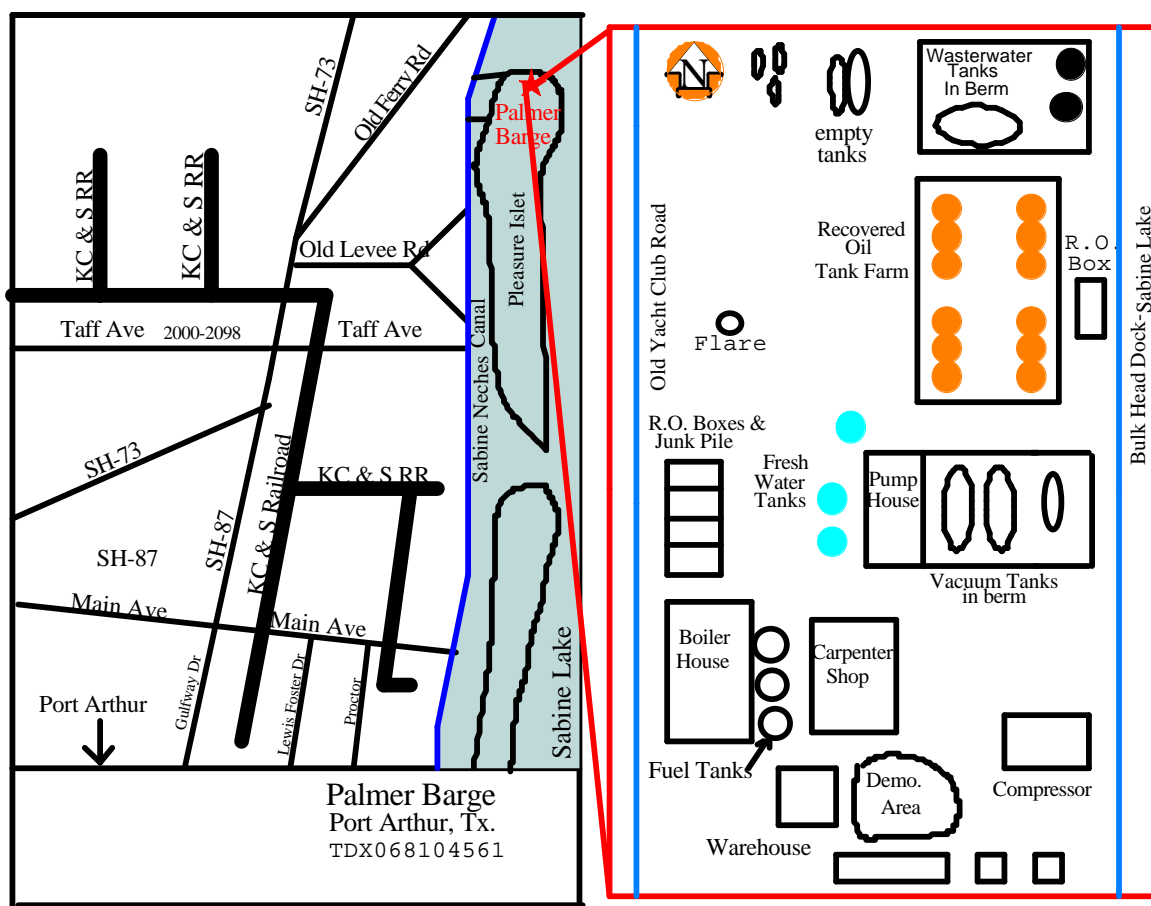 SH-73
Old Ferry Rd
Palmer
Barge
KC & S RR
KC & S RR
Old Levee Rd
Pleasure Islet
Taff Ave
2000-2098
Taff Ave
Sabine Neches Canal
SH-73
KC & S RR
SH-87
KC & S Railroad
SH-87
Main Ave
Main Ave
Gulfway Dr
Lewis Foster Dr
Proctor
Port Arthur
Sabine Lake
Palmer Barge
Port Arthur, Tx.
TDX068104561
N
empty
tanks
Wasterwater
Tanks
In Berm
Old Yacht Club Road
Recovered
Oil
Tank Farm
R.O.
Box
Bulk Head Dock-Sabine Lake
Flare
R.O. Boxes &
Junk Pile
Fresh
Water
Tanks
Pump
House
Vacuum Tanks
in berm
Boiler
House
Carpenter
Shop
Fuel Tanks
Demo.
Area
Compressor
Warehouse